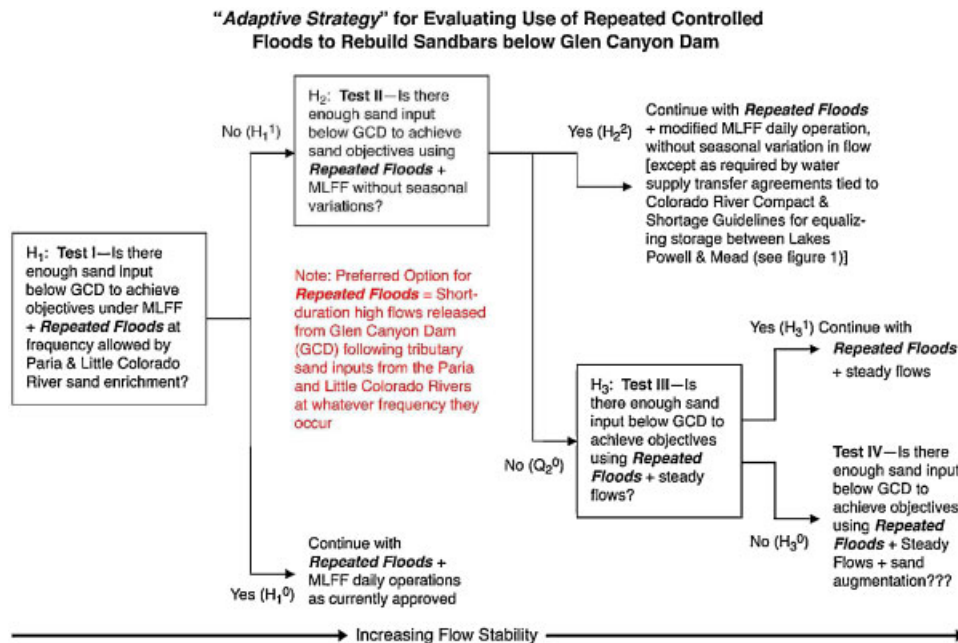 "Adaptive Strategy" for Evaluating Use of Repeated Controlled
Floods to Rebuild Sandbars below Glen Canyon Dam
H₁: Test I—Is there
enough sand input
below GCD to achieve
objectives under MLFF
+ Repeated Floods at
frequency allowed by
Paria & Little Colorado
River sand enrichment?
No (H₁¹)
H₂: Test II—Is there
enough sand input
below GCD to achieve
sand objectives using
Repeated Floods +
MLFF without seasonal
variations?
Yes (H₂²)
Continue with Repeated Floods
+ modified MLFF daily operation,
without seasonal variation in flow
[except as required by water
supply transfer agreements tied to
Colorado River Compact &
Shortage Guidelines for equaliz-
ing storage between Lakes
Powell & Mead (see figure 1)]
Note: Preferred Option for
Repeated Floods = Short-
duration high flows released
from Glen Canyon Dam
(GCD) following tributary
sand inputs from the Paria
and Little Colorado Rivers
at whatever frequency they
occur
No (Q₂⁰)
H₃: Test III—Is
there enough sand
input below GCD to
achieve objectives
using Repeated
Floods + steady
flows?
Yes (H₃¹) Continue with
Repeated Floods
+ steady flows
No (H₃⁰)
Test IV—Is there
enough sand input
below GCD to
achieve objectives
using Repeated
Floods + Steady
Flows + sand
augmentation???
Yes (H₁⁰)
Continue with
Repeated Floods +
MLFF daily operations
as currently approved
Increasing Flow Stability